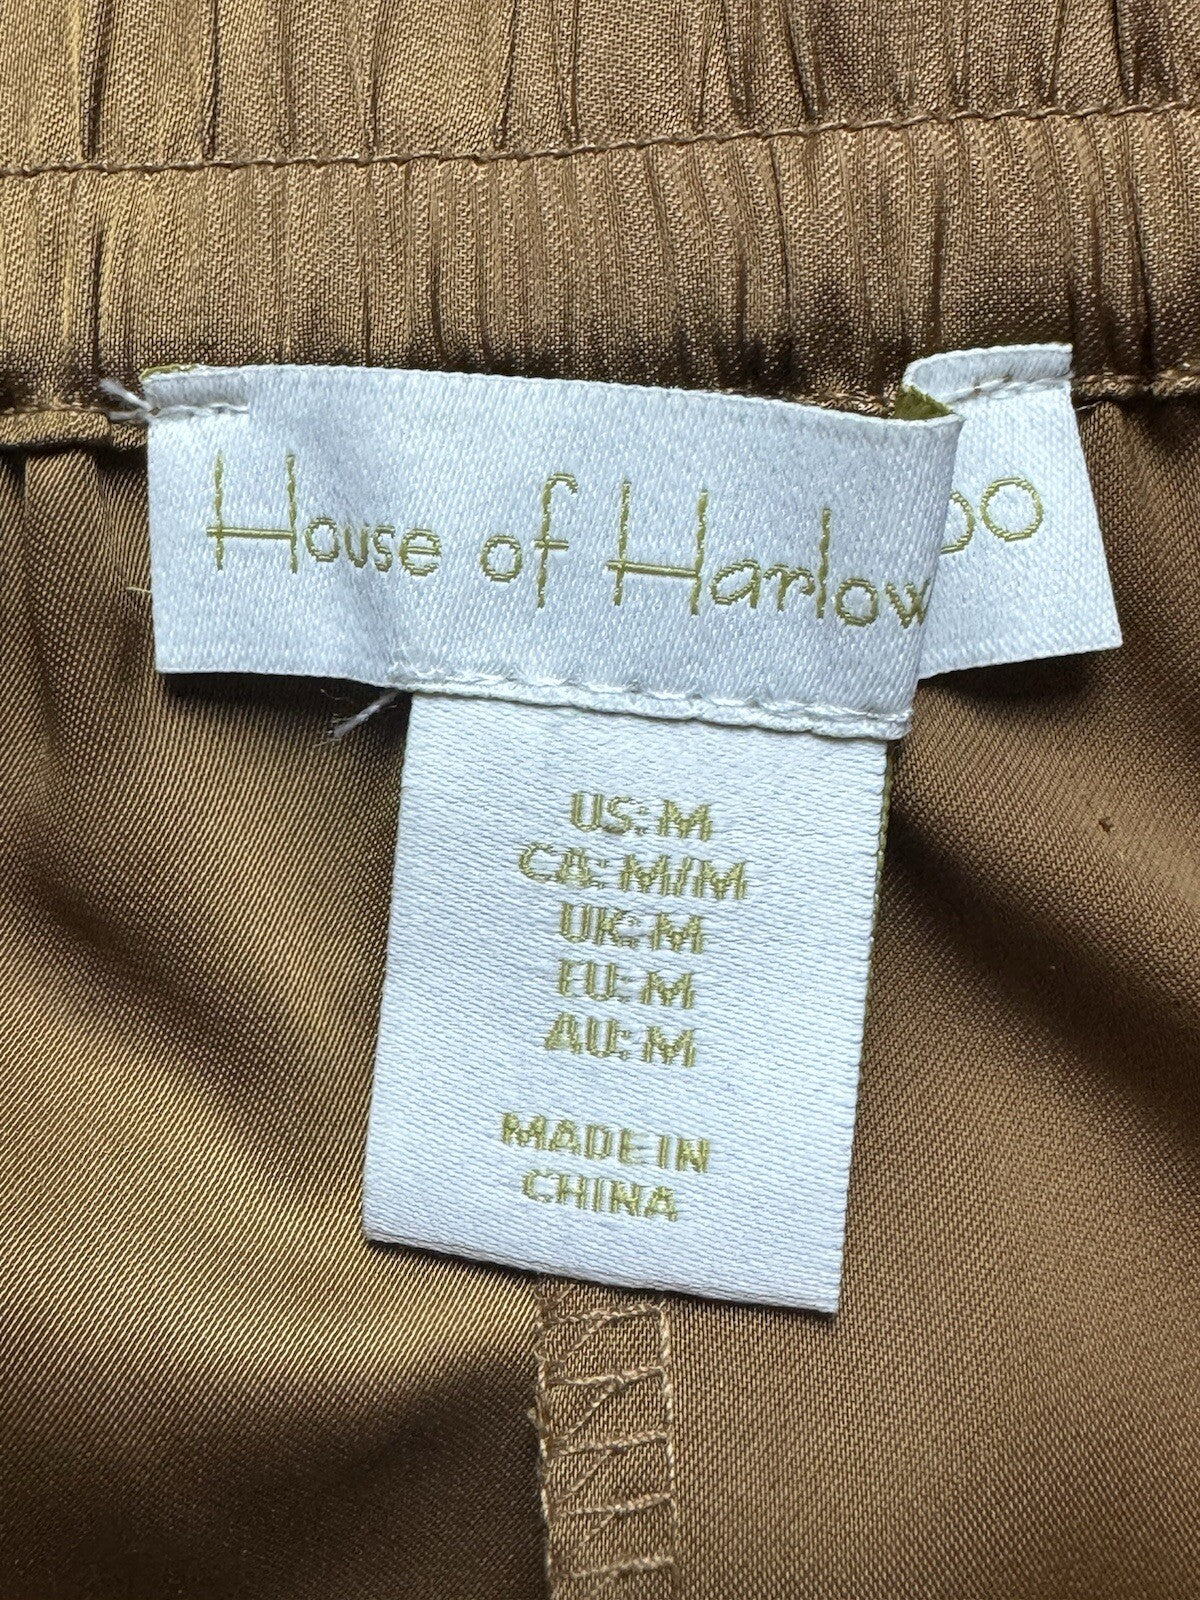 House of Harlow
US: M
CA: M/M
UK: M
EU: M
AU: M
MADE IN
CHINA